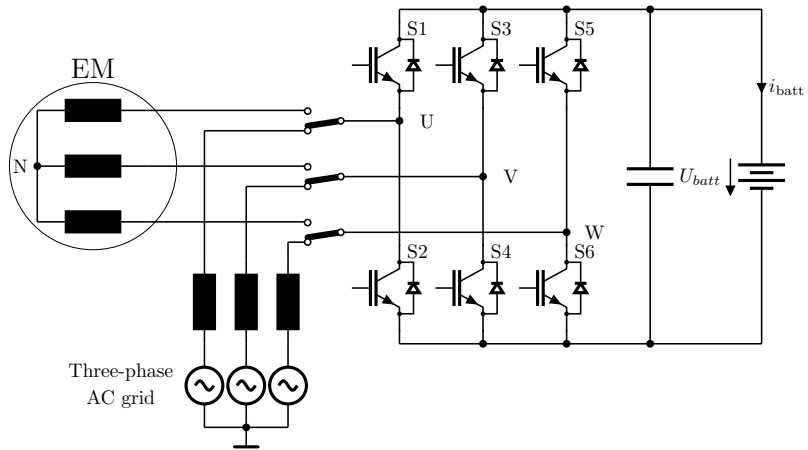 S1
S3
S5
EM
i_batt
U
N
V
U_batt
W
S2
S4
S6
Three-phase
AC grid